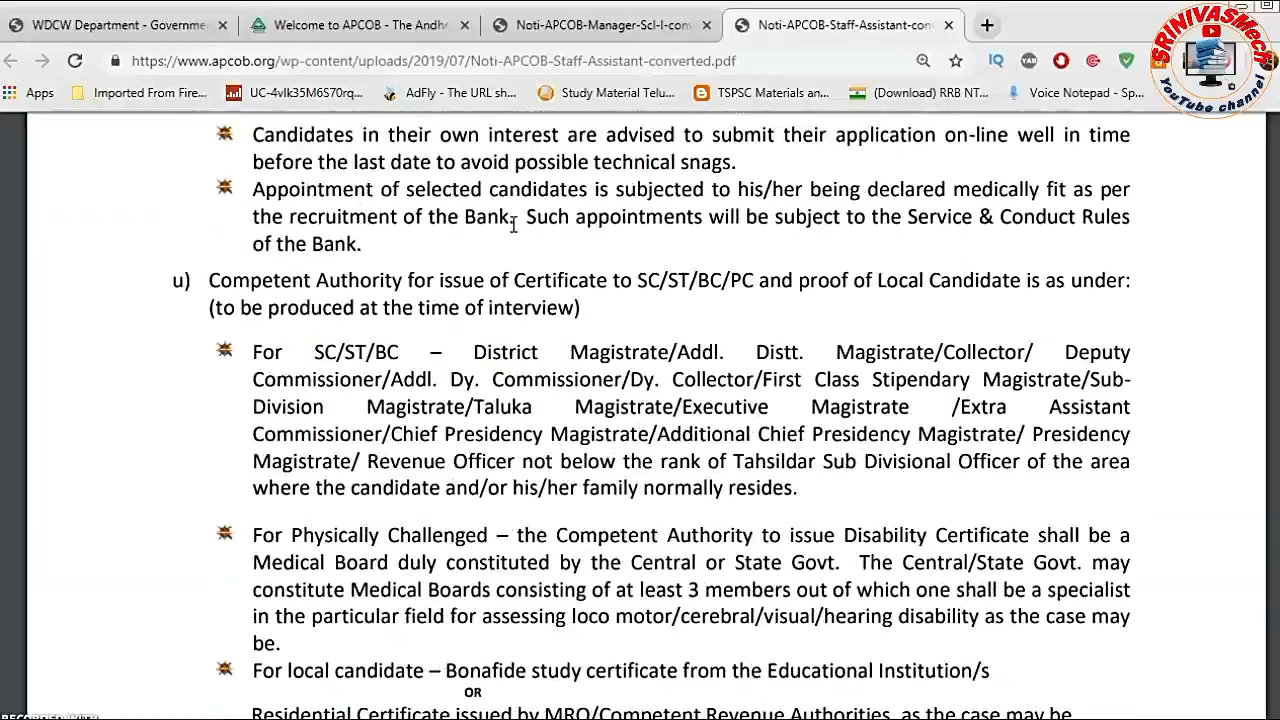 WDCW Department - Governme
Welcome to APCOB - The Andh
Noti-APCOB-Manager-Scl-I-con
Noti-APCOB-Staff-Assistant-con
https://www.apcob.org/wp-content/uploads/2019/07/Noti-APCOB-Staff-Assistant-converted.pdf
Apps
Imported From Fire...
UC-4vlk35M6S70rq...
AdFly - The URL sh...
Study Material Telu...
TSPSC Materials an...
(Download) RRB NT...
Voice Notepad - Sp...
SRINIVASMech
YouTube channel
Candidates in their own interest are advised to submit their application on-line well in time
before the last date to avoid possible technical snags.
Appointment of selected candidates is subjected to his/her being declared medically fit as per
the recruitment of the Bank. Such appointments will be subject to the Service & Conduct Rules
of the Bank.
u) Competent Authority for issue of Certificate to SC/ST/BC/PC and proof of Local Candidate is as under:
(to be produced at the time of interview)
For SC/ST/BC – District Magistrate/Addl. Distt. Magistrate/Collector/ Deputy
Commissioner/Addl. Dy. Commissioner/Dy. Collector/First Class Stipendary Magistrate/Sub-
Division Magistrate/Taluka Magistrate/Executive Magistrate /Extra Assistant
Commissioner/Chief Presidency Magistrate/Additional Chief Presidency Magistrate/ Presidency
Magistrate/ Revenue Officer not below the rank of Tahsildar Sub Divisional Officer of the area
where the candidate and/or his/her family normally resides.
For Physically Challenged – the Competent Authority to issue Disability Certificate shall be a
Medical Board duly constituted by the Central or State Govt. The Central/State Govt. may
constitute Medical Boards consisting of at least 3 members out of which one shall be a specialist
in the particular field for assessing loco motor/cerebral/visual/hearing disability as the case may
be.
For local candidate – Bonafide study certificate from the Educational Institution/s
OR
Residential Certificate issued by MRO/Competent Revenue Authorities, as the case may be